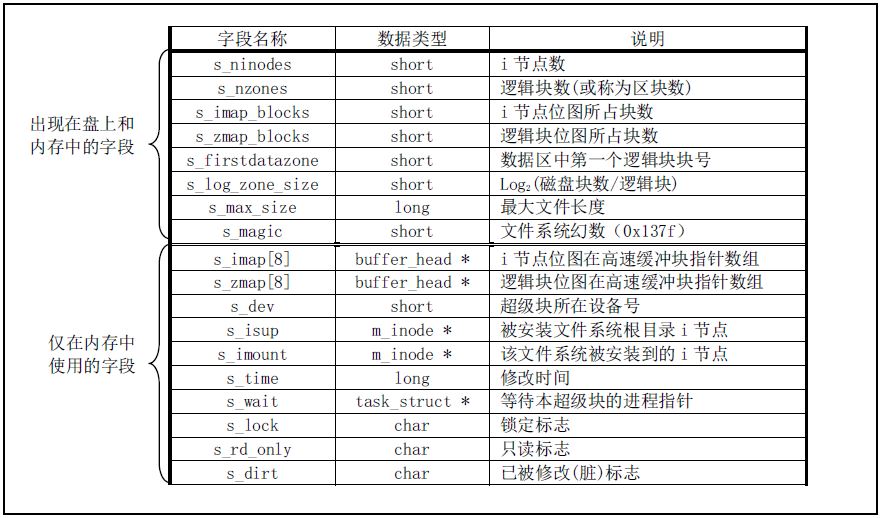 字段名称 数据类型 说明
出现在盘上和
内存中的字段
s_ninodes short i 节点数
s_nzones short 逻辑块数(或称为区块数)
s_imap_blocks short i 节点位图所占块数
s_zmap_blocks short 逻辑块位图所占块数
s_firstdatazone short 数据区中第一个逻辑块块号
s_log_zone_size short Log₂(磁盘块数/逻辑块)
s_max_size long 最大文件长度
s_magic short 文件系统幻数（0x137f）
仅在内存中
使用的字段
s_imap[8] buffer_head * i 节点位图在高速缓冲块指针数组
s_zmap[8] buffer_head * 逻辑块位图在高速缓冲块指针数组
s_dev short 超级块所在设备号
s_isup m_inode * 被安装文件系统根目录 i 节点
s_imount m_inode * 该文件系统被安装到的 i 节点
s_time long 修改时间
s_wait task_struct * 等待本超级块的进程指针
s_lock char 锁定标志
s_rd_only char 只读标志
s_dirt char 已被修改(脏)标志